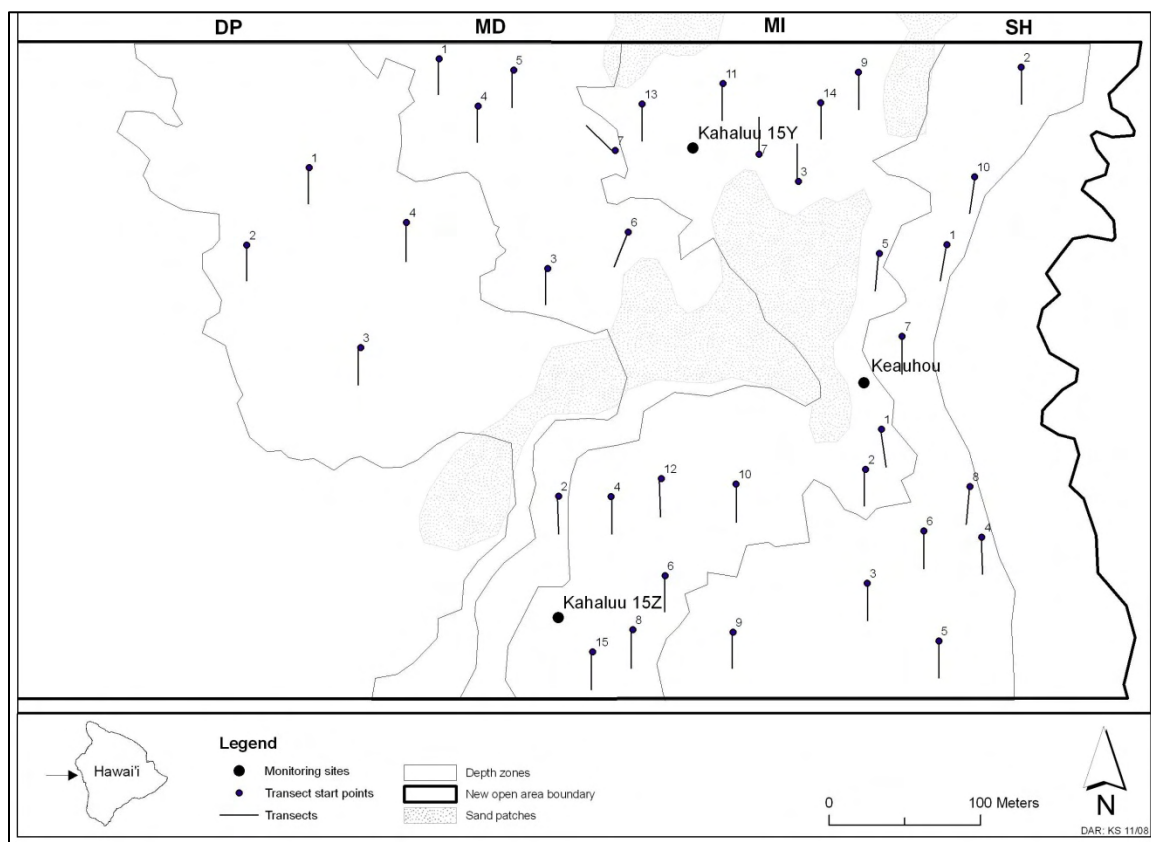 DP MD MI SH
1
5
2
11
9
4
13
14
Kahaluu 15Y
7
7
1
3
10
4
6
2
1
5
3
7
3
Keauhou
1
2
12
10
8
2
4
6
4
6
3
Kahaluu 15Z
8
9
5
15
Legend
Hawai'i
Monitoring sites
Transect start points
Transects
Depth zones
New open area boundary
Sand patches
0 100 Meters
N
DAR: KS 11/08